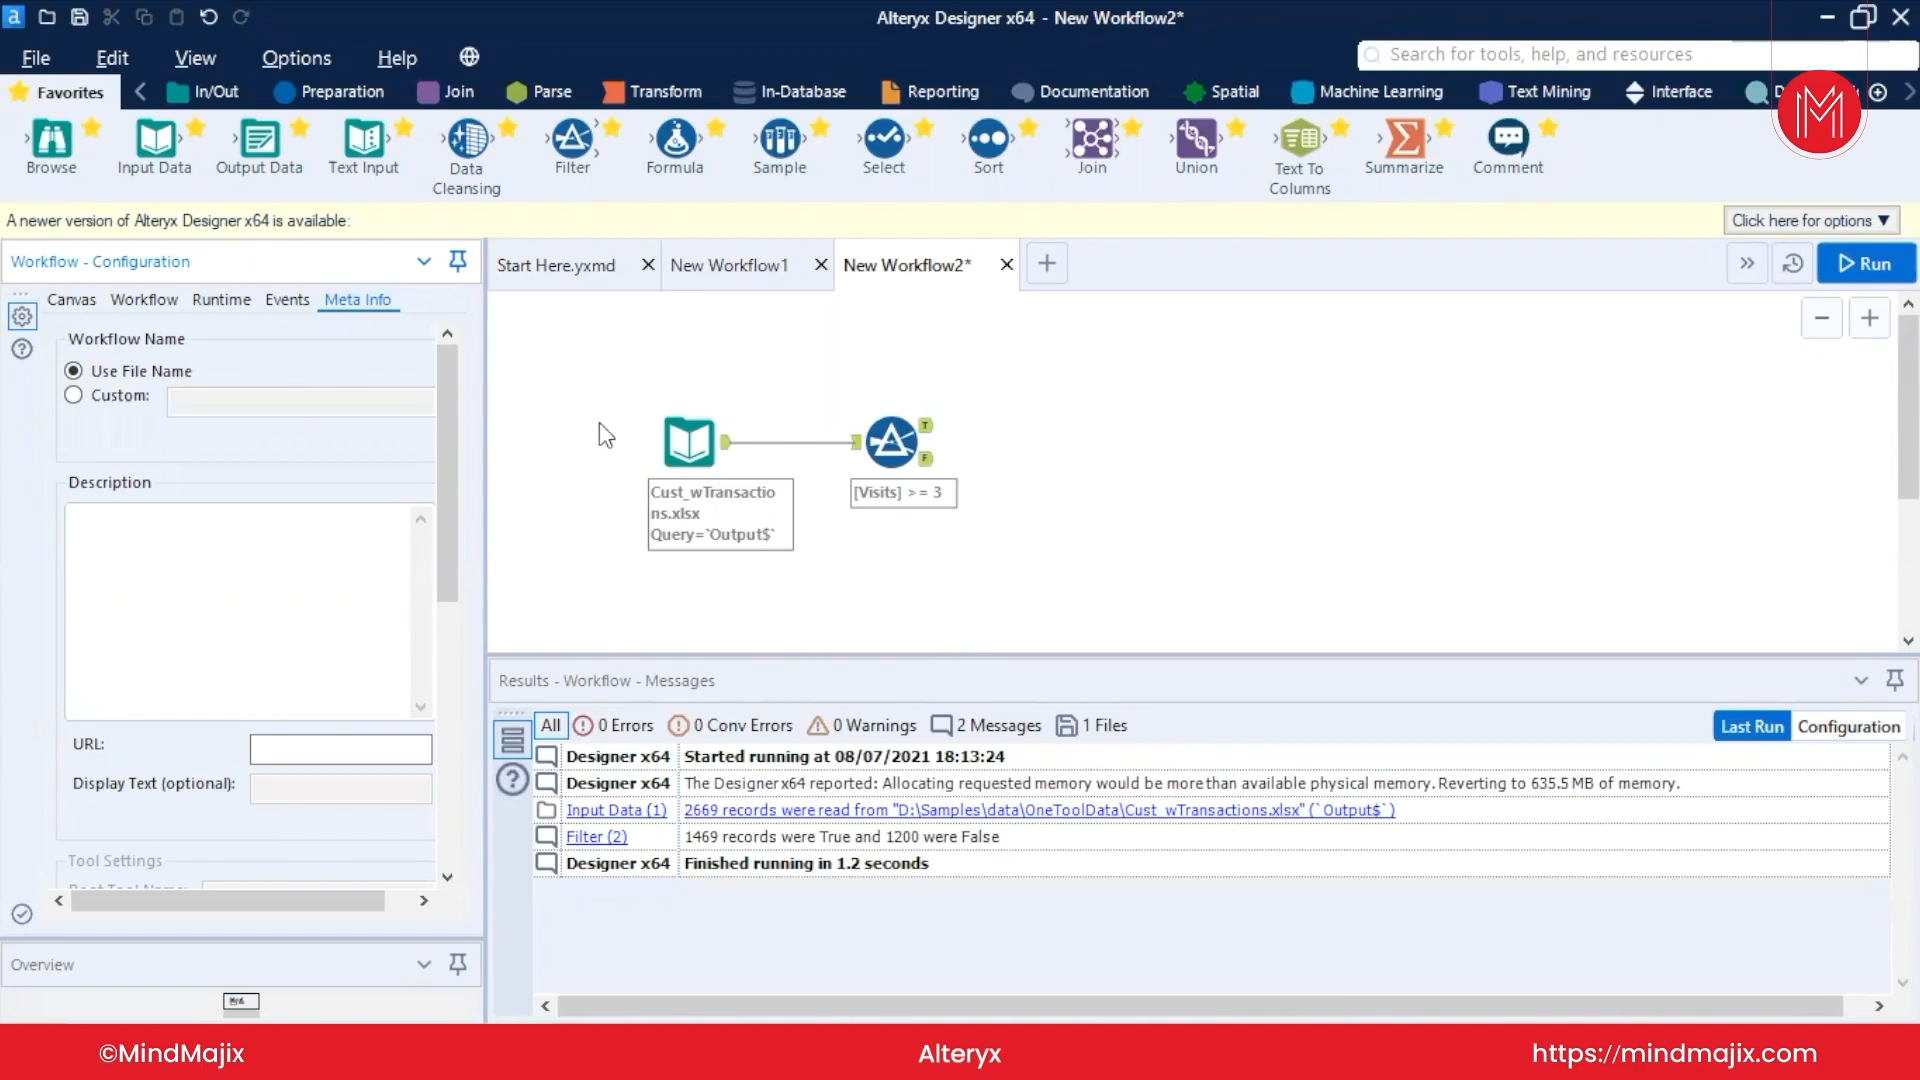 Alteryx Designer x64 - New Workflow2*
File Edit View Options Help
Search for tools, help, and resources
Favorites In/Out Preparation Join Parse Transform In-Database Reporting Documentation Spatial Machine Learning Text Mining Interface
Browse Input Data Output Data Text Input Data Cleansing Filter Formula Sample Select Sort Join Union Text To Columns Summarize Comment
A newer version of Alteryx Designer x64 is available:
Click here for options ▼
Workflow - Configuration
Canvas Workflow Runtime Events Meta Info
Workflow Name
Use File Name
Custom:
Description
URL:
Display Text (optional):
Tool Settings
Overview
Start Here.yxmd New Workflow1 New Workflow2*
Run
T
F
Cust_wTransactio
ns.xlsx
Query=`Output$`
[Visits] >= 3
Results - Workflow - Messages
All 0 Errors 0 Conv Errors 0 Warnings 2 Messages 1 Files
Last Run Configuration
Designer x64 Started running at 08/07/2021 18:13:24
Designer x64 The Designer x64 reported: Allocating requested memory would be more than available physical memory. Reverting to 635.5 MB of memory.
Input Data (1) 2669 records were read from "D:\Samples\data\OneToolData\Cust_wTransactions.xlsx" (`Output$`)
Filter (2) 1469 records were True and 1200 were False
Designer x64 Finished running in 1.2 seconds
©MindMajix
Alteryx
https://mindmajix.com